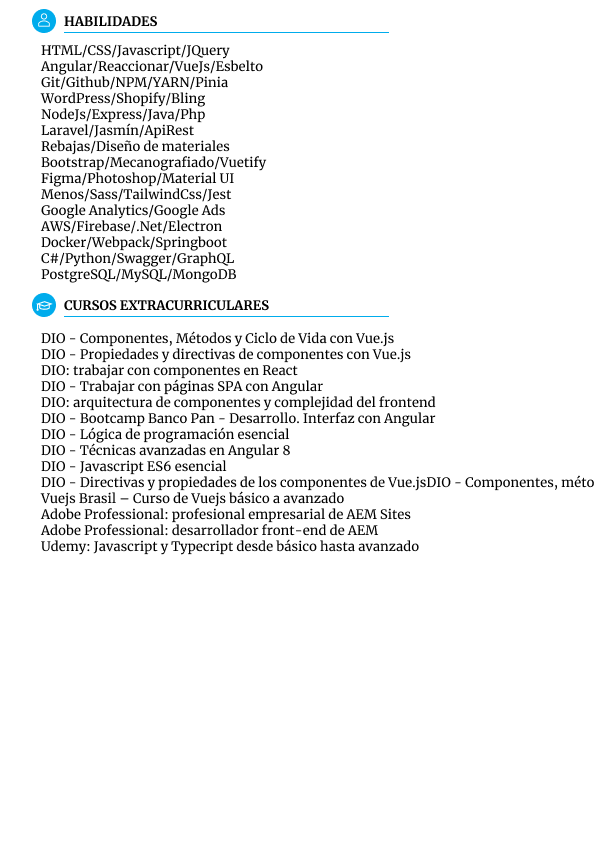 HABILIDADES
HTML/CSS/Javascript/JQuery
Angular/Reaccionar/VueJs/Esbelto
Git/Github/NPM/YARN/Pinia
WordPress/Shopify/Bling
NodeJs/Express/Java/Php
Laravel/Jasmín/ApiRest
Rebajas/Diseño de materiales
Bootstrap/Mecanografiado/Vuetify
Figma/Photoshop/Material UI
Menos/Sass/TailwindCss/Jest
Google Analytics/Google Ads
AWS/Firebase/.Net/Electron
Docker/Webpack/Springboot
C#/Python/Swagger/GraphQL
PostgreSQL/MySQL/MongoDB
CURSOS EXTRACURRICULARES
DIO - Componentes, Métodos y Ciclo de Vida con Vue.js
DIO - Propiedades y directivas de componentes con Vue.js
DIO: trabajar con componentes en React
DIO - Trabajar con páginas SPA con Angular
DIO: arquitectura de componentes y complejidad del frontend
DIO - Bootcamp Banco Pan - Desarrollo. Interfaz con Angular
DIO - Lógica de programación esencial
DIO - Técnicas avanzadas en Angular 8
DIO - Javascript ES6 esencial
DIO - Directivas y propiedades de los componentes de Vue.jsDIO - Componentes, méto
Vuejs Brasil – Curso de Vuejs básico a avanzado
Adobe Professional: profesional empresarial de AEM Sites
Adobe Professional: desarrollador front-end de AEM
Udemy: Javascript y Typecript desde básico hasta avanzado